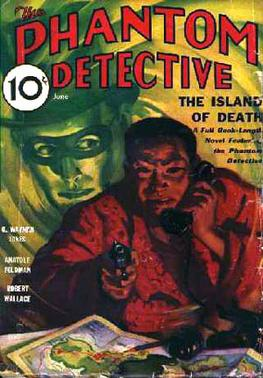 The
PHANTOM
DETECTIVE
10¢
June
THE ISLAND
OF DEATH
A Full Book-Length
Novel Featuring
the Phantom
Detective
G. WAYMAN
JONES
ANATOLE
FELDMAN
ROBERT
WALLACE